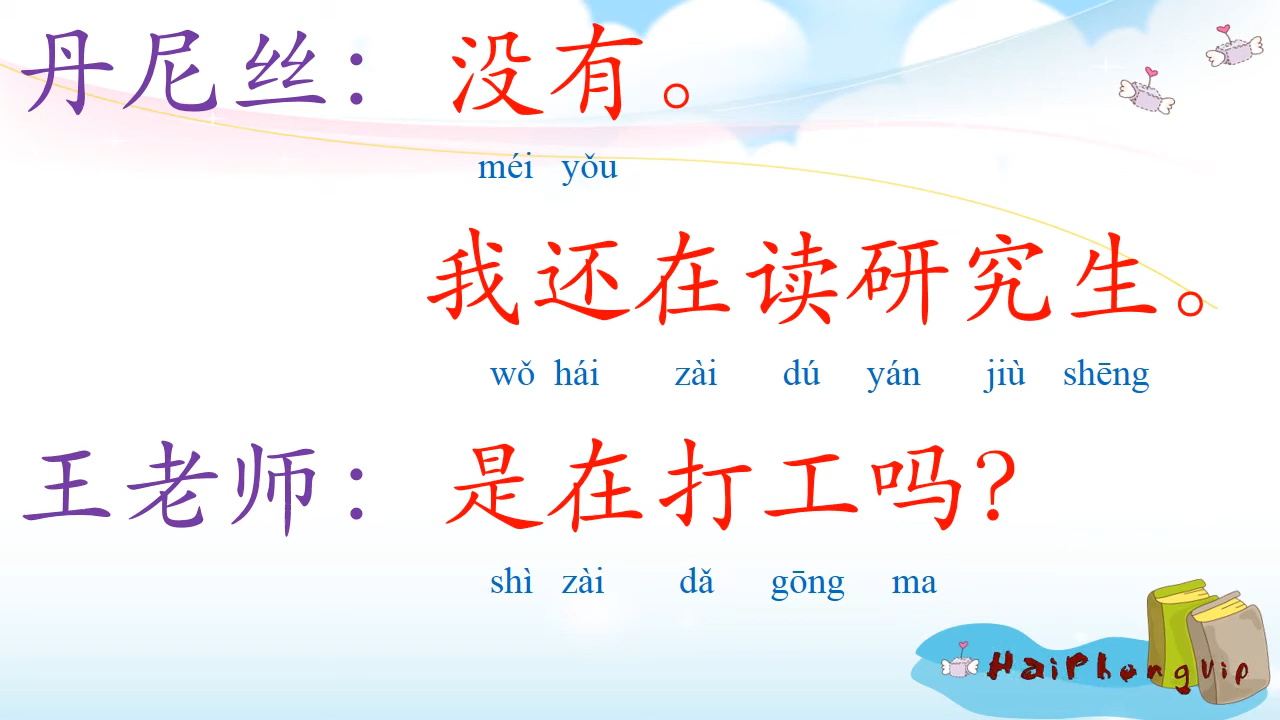 丹尼丝：没有。
méi yǒu
我还在读研究生。
wǒ hái zài dú yán jiù shēng
王老师：是在打工吗？
shì zài dǎ gōng ma
HaiPhongVip